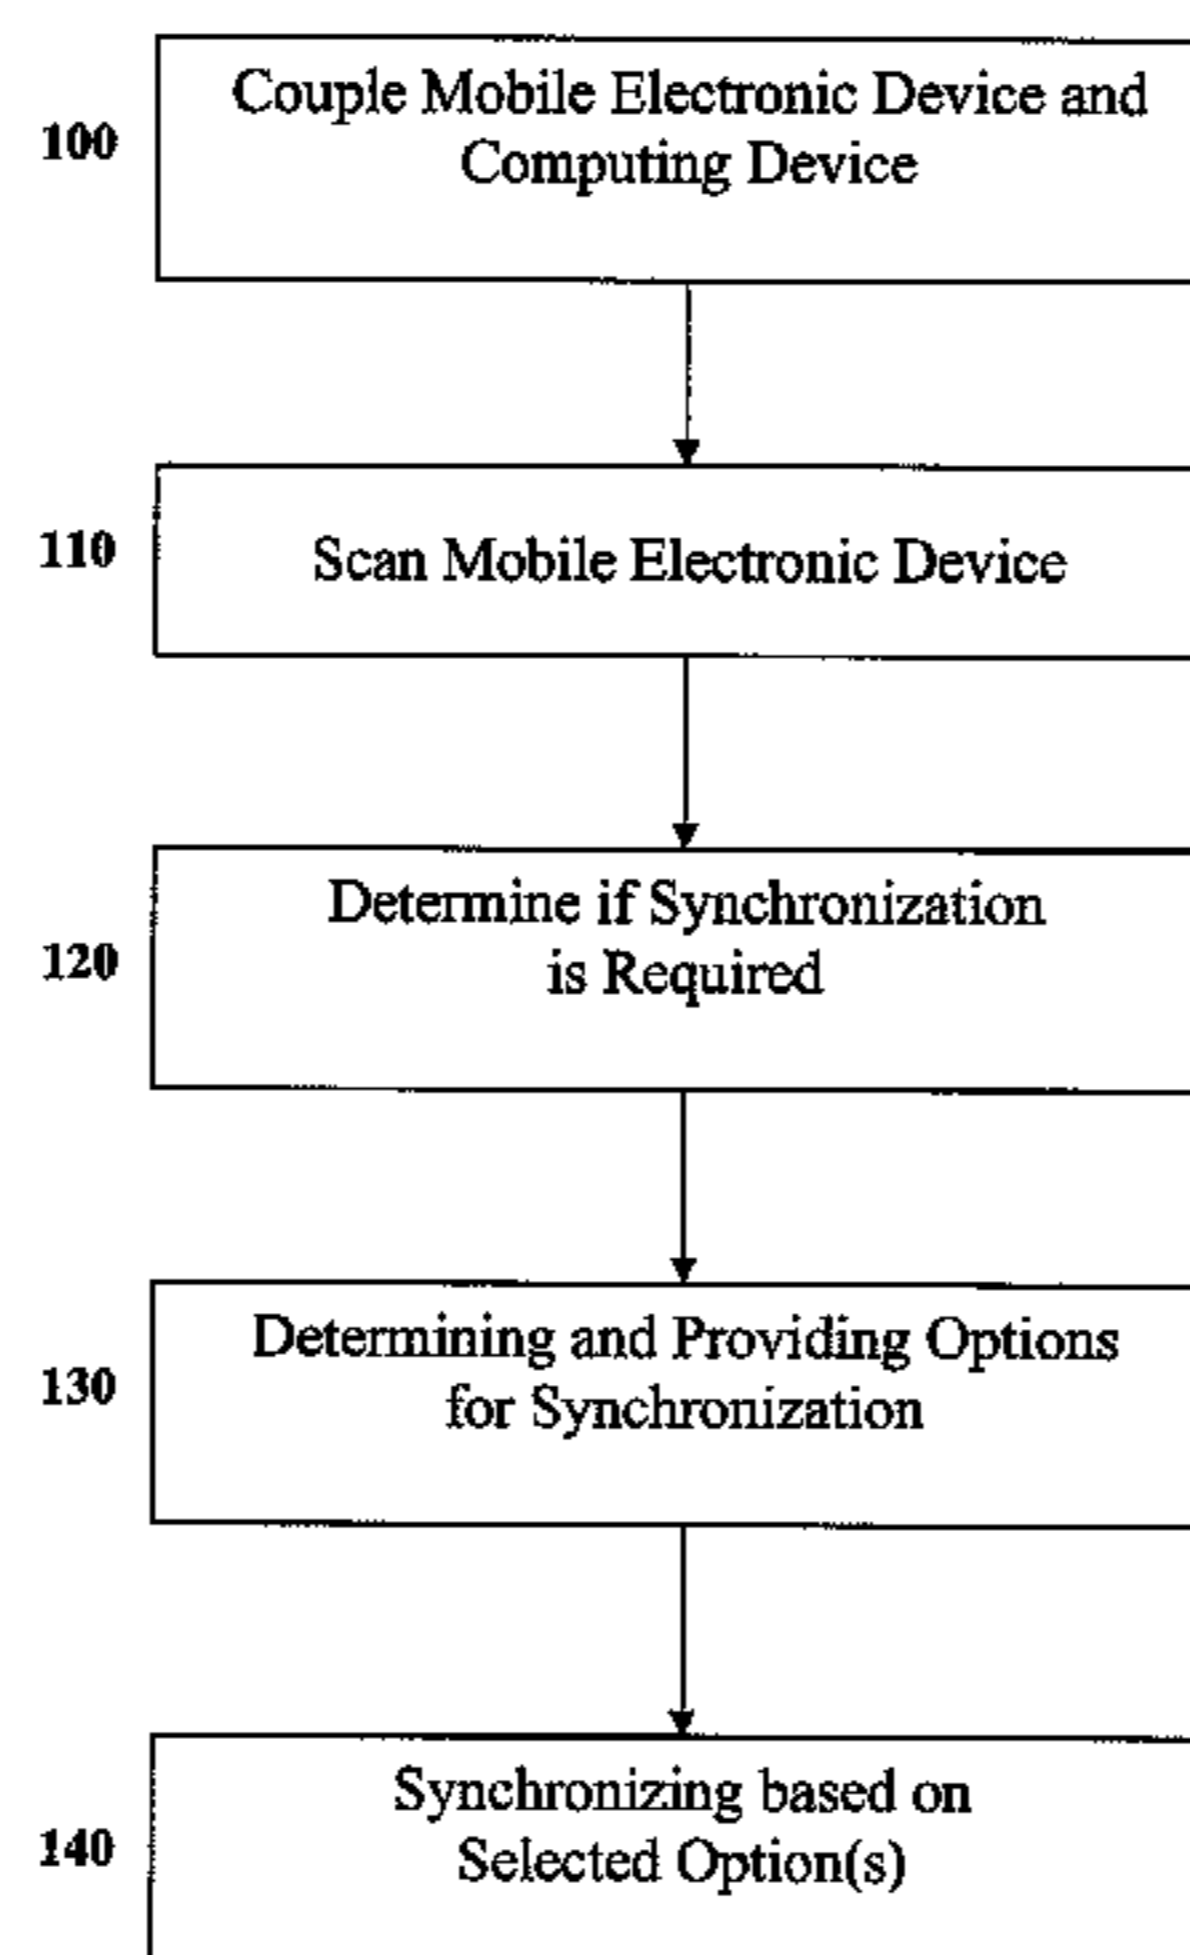 100
Couple Mobile Electronic Device and
Computing Device
110
Scan Mobile Electronic Device
120
Determine if Synchronization
is Required
130
Determining and Providing Options
for Synchronization
140
Synchronizing based on
Selected Option(s)